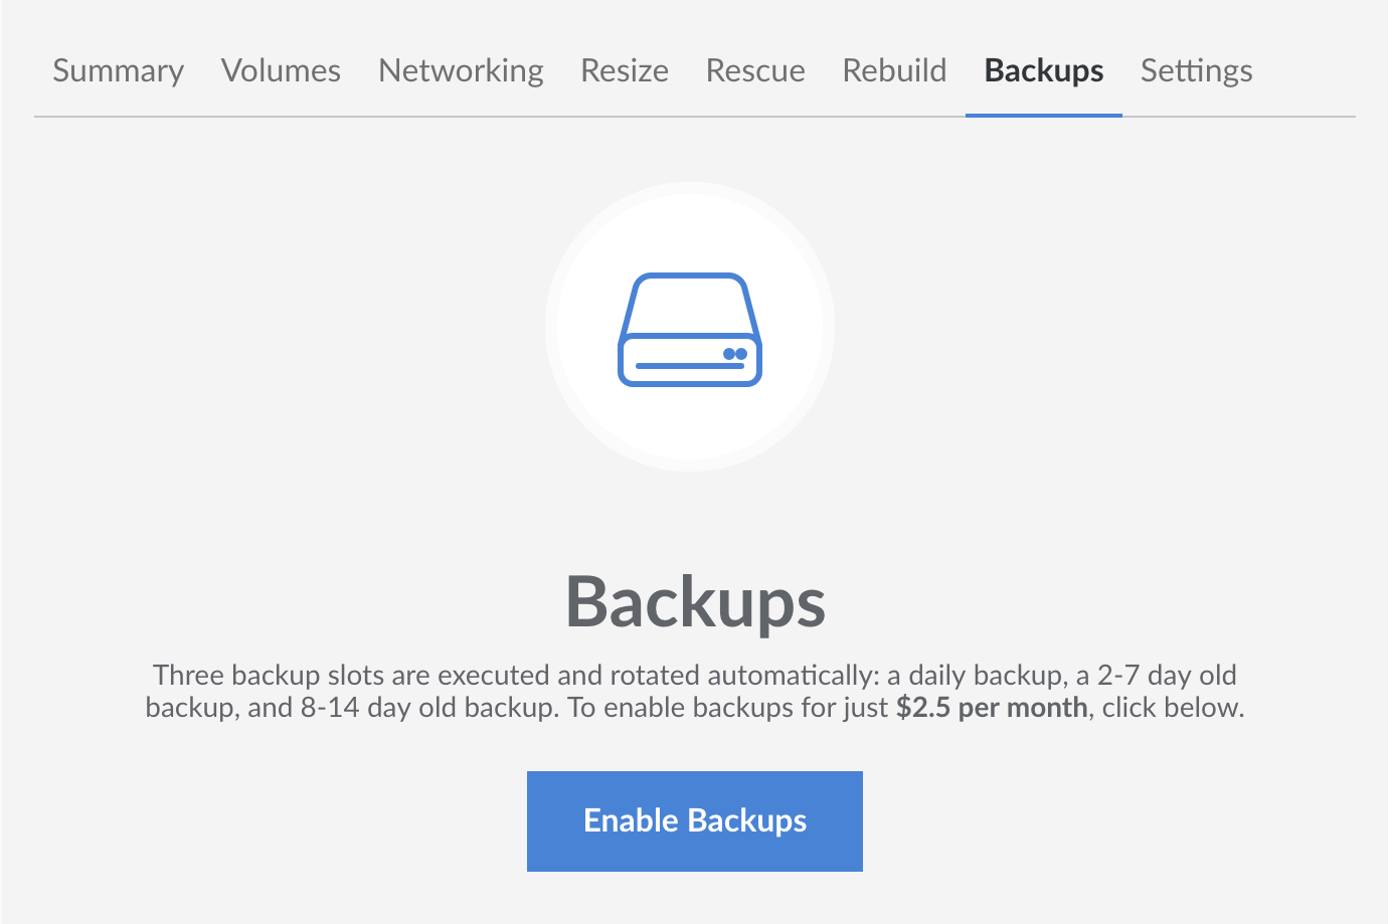 Summary Volumes Networking Resize Rescue Rebuild Backups Settings
Backups
Three backup slots are executed and rotated automatically: a daily backup, a 2-7 day old
backup, and 8-14 day old backup. To enable backups for just $2.5 per month, click below.
Enable Backups